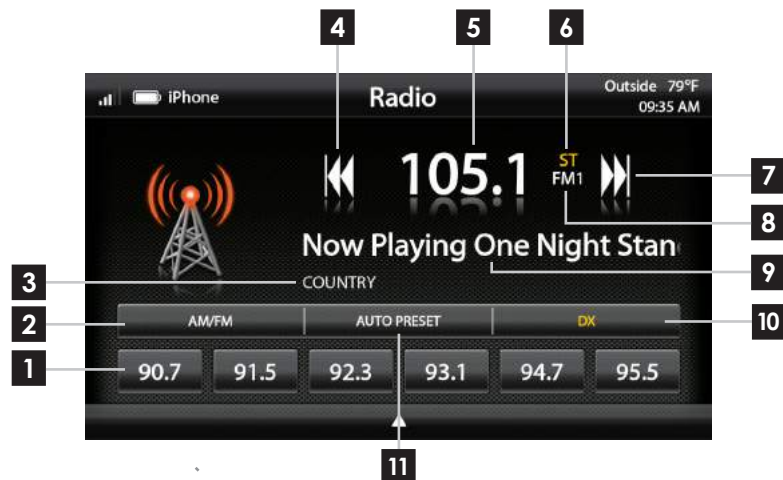 4 5 6
iPhone Radio Outside 79°F
09:35 AM
105.1 ST
FM1
7
8
Now Playing One Night Stan
9
3 COUNTRY
2 AM/FM AUTO PRESET DX 10
1 90.7 91.5 92.3 93.1 94.7 95.5
11